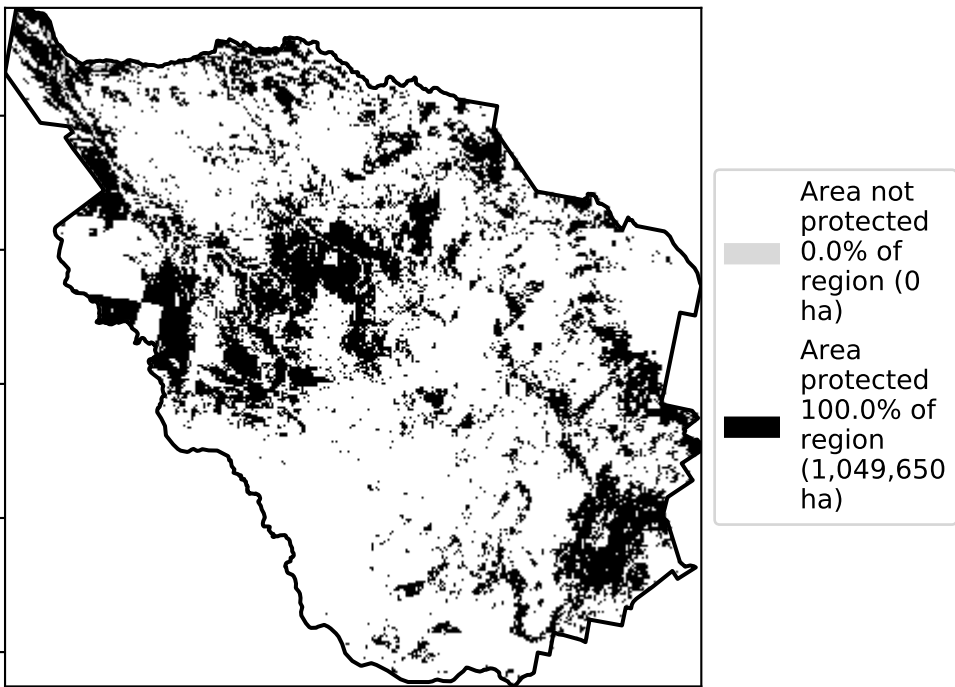 Area not
protected
0.0% of
region (0
ha)
Area
protected
100.0% of
region
(1,049,650
ha)